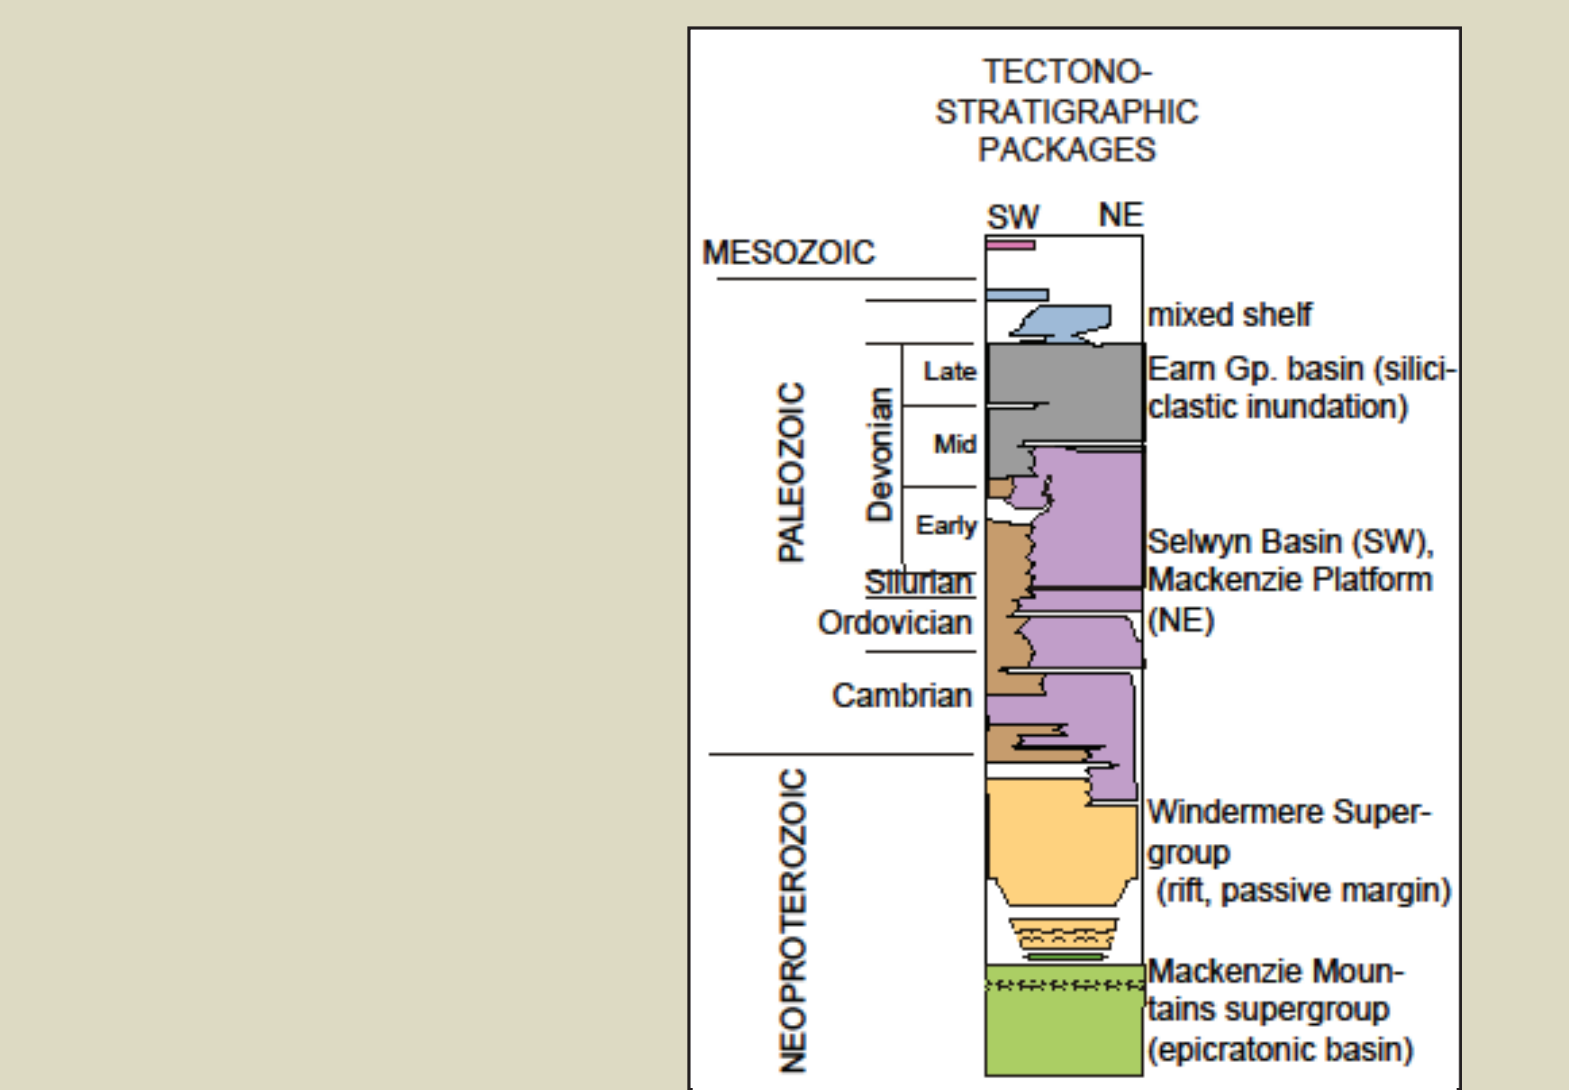 TECTONO-
STRATIGRAPHIC
PACKAGES
SW NE
MESOZOIC
mixed shelf
PALEOZOIC
Devonian
Late
Mid
Early
Earn Gp. basin (silici-
clastic inundation)
Silurian
Ordovician
Cambrian
Selwyn Basin (SW),
Mackenzie Platform
(NE)
NEOPROTEROZOIC
Windermere Super-
group
(rift, passive margin)
Mackenzie Moun-
tains supergroup
(epicratonic basin)